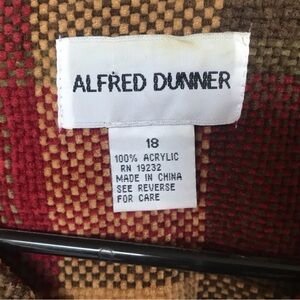 ALFRED DUNNER
18
100% ACRYLIC
RN 19232
MADE IN CHINA
SEE REVERSE
FOR CARE